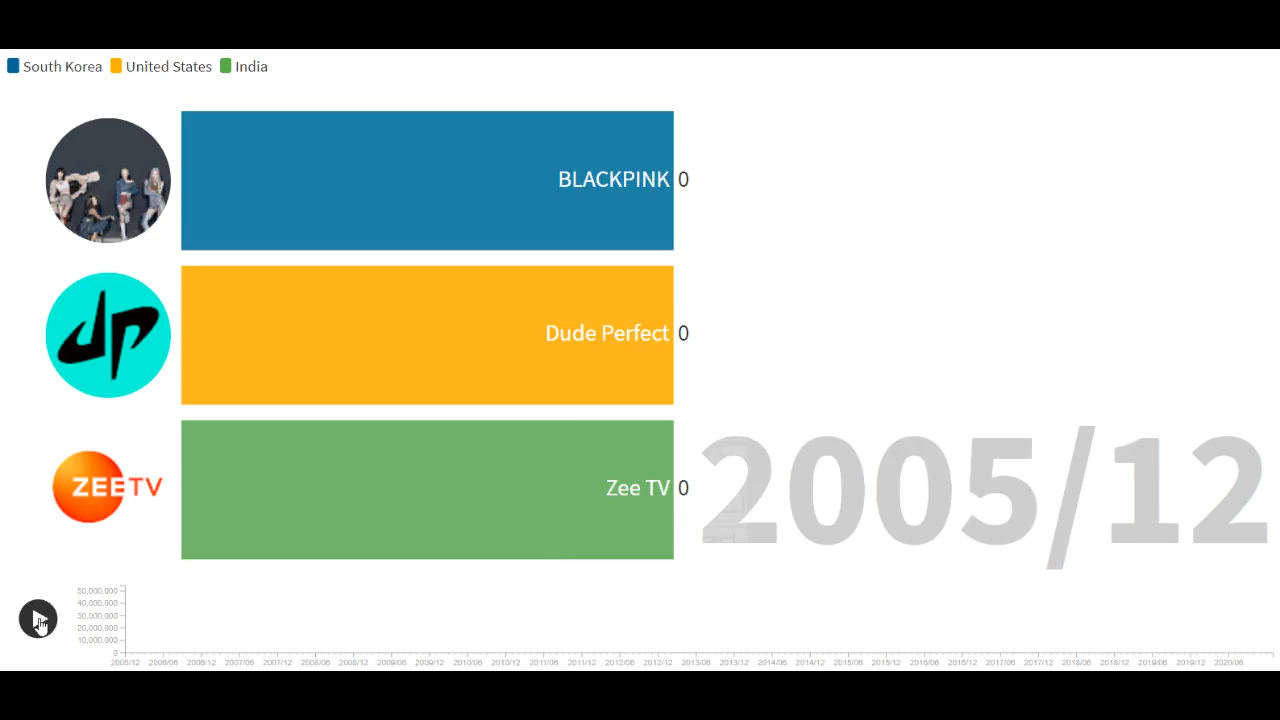 South Korea United States India
BLACKPINK 0
dp
Dude Perfect 0
ZEETV
Zee TV 0
2005/12
50,000,000
40,000,000
30,000,000
20,000,000
10,000,000
0
2005/12 2006/06 2006/12 2007/06 2007/12 2008/06 2008/12 2009/06 2009/12 2010/06 2010/12 2011/06 2011/12 2012/06 2012/12 2013/06 2013/12 2014/06 2014/12 2015/06 2015/12 2016/06 2016/12 2017/06 2017/12 2018/06 2018/12 2019/06 2019/12 2020/06